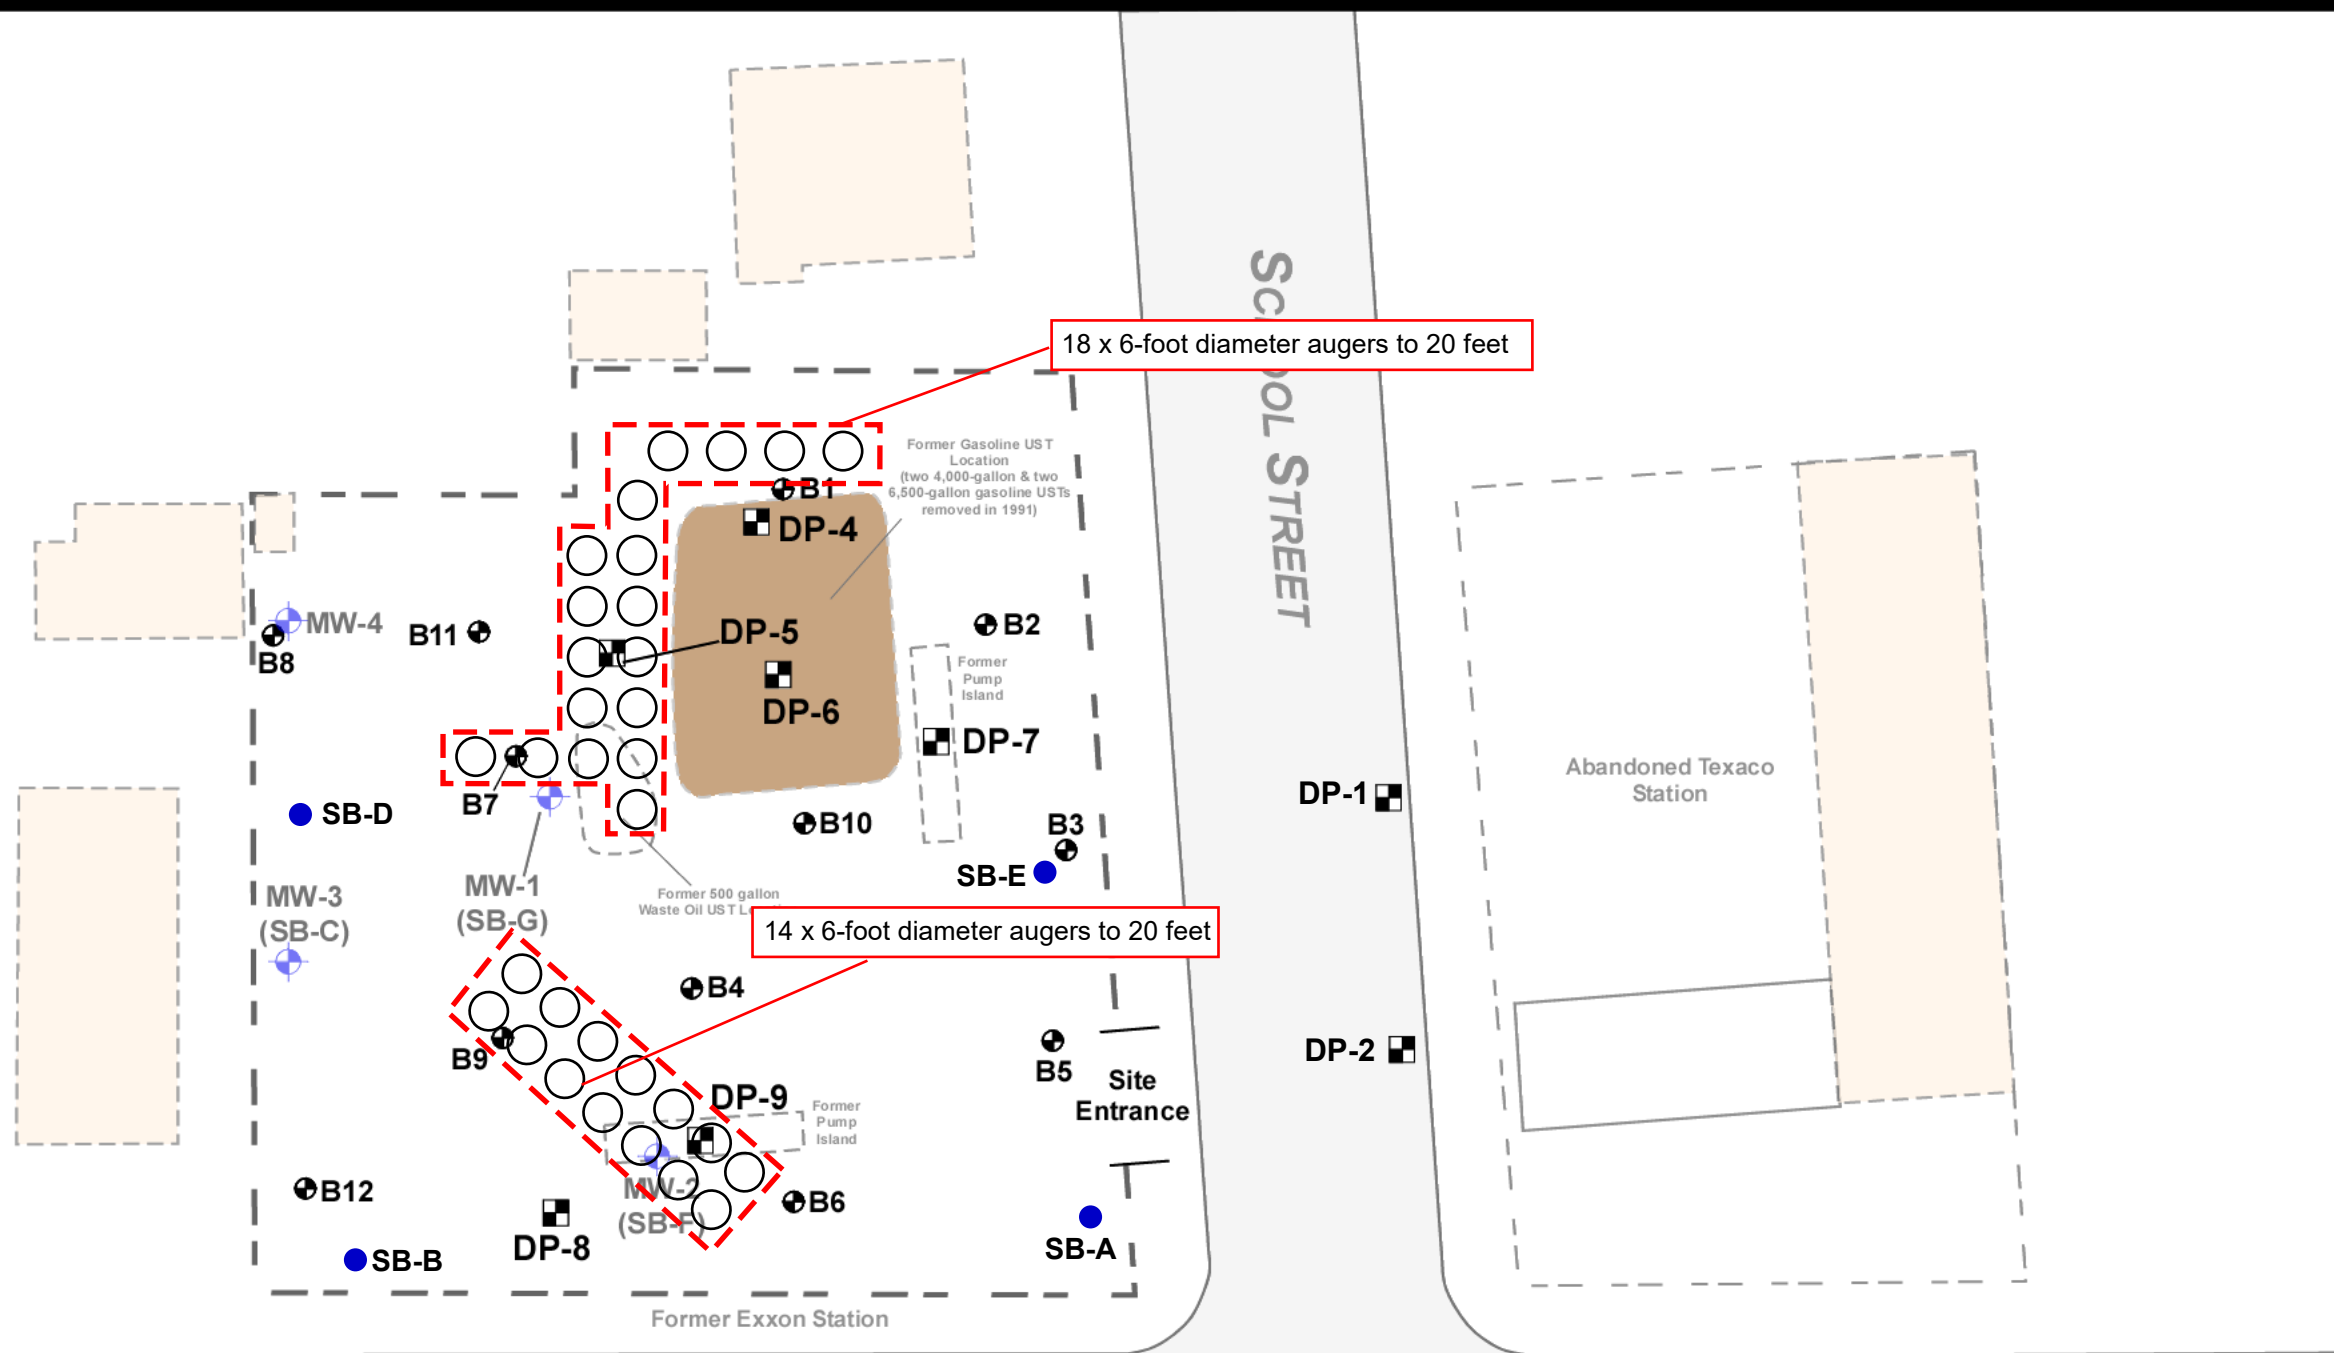 SCHOOL STREET
18 x 6-foot diameter augers to 20 feet
Former Gasoline UST
Location
(two 4,000-gallon & two
6,500-gallon gasoline USTs
removed in 1991)
B1
DP-4
MW-4
B11
B8
DP-5
B2
DP-6
Former
Pump
Island
DP-7
Abandoned Texaco
Station
DP-1
B7
SB-D
B10
B3
SB-E
MW-1
(SB-G)
MW-3
(SB-C)
Former 500 gallon
Waste Oil UST
14 x 6-foot diameter augers to 20 feet
B4
B9
B5
DP-2
Site
Entrance
DP-9
Former
Pump
Island
B12
MW-2
(SB-F)
B6
DP-8
SB-B
SB-A
Former Exxon Station